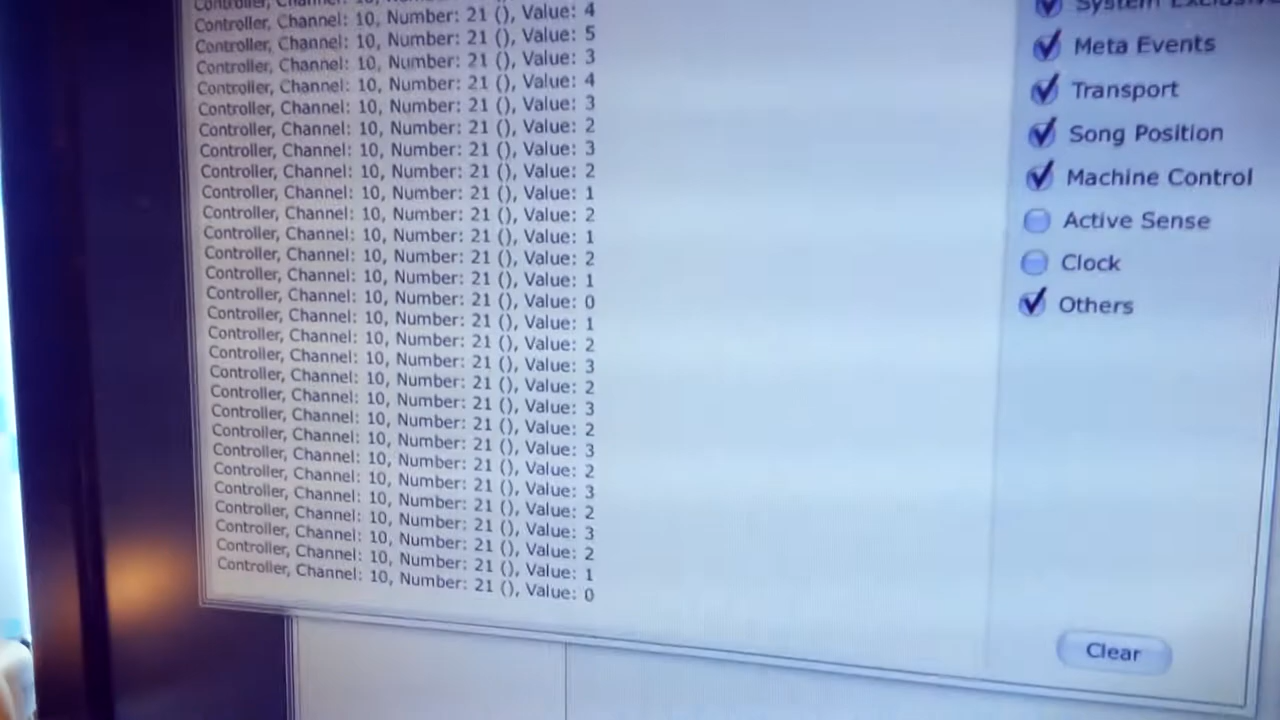 Controller, Channel: 10, Number: 21 (), Value: 4
Controller, Channel: 10, Number: 21 (), Value: 5
Controller, Channel: 10, Number: 21 (), Value: 3
Controller, Channel: 10, Number: 21 (), Value: 4
Controller, Channel: 10, Number: 21 (), Value: 3
Controller, Channel: 10, Number: 21 (), Value: 2
Controller, Channel: 10, Number: 21 (), Value: 3
Controller, Channel: 10, Number: 21 (), Value: 2
Controller, Channel: 10, Number: 21 (), Value: 1
Controller, Channel: 10, Number: 21 (), Value: 2
Controller, Channel: 10, Number: 21 (), Value: 1
Controller, Channel: 10, Number: 21 (), Value: 2
Controller, Channel: 10, Number: 21 (), Value: 1
Controller, Channel: 10, Number: 21 (), Value: 0
Controller, Channel: 10, Number: 21 (), Value: 1
Controller, Channel: 10, Number: 21 (), Value: 2
Controller, Channel: 10, Number: 21 (), Value: 3
Controller, Channel: 10, Number: 21 (), Value: 2
Controller, Channel: 10, Number: 21 (), Value: 3
Controller, Channel: 10, Number: 21 (), Value: 2
Controller, Channel: 10, Number: 21 (), Value: 3
Controller, Channel: 10, Number: 21 (), Value: 2
Controller, Channel: 10, Number: 21 (), Value: 3
Controller, Channel: 10, Number: 21 (), Value: 2
Controller, Channel: 10, Number: 21 (), Value: 3
Controller, Channel: 10, Number: 21 (), Value: 2
Controller, Channel: 10, Number: 21 (), Value: 1
Controller, Channel: 10, Number: 21 (), Value: 0
System
Meta Events
Transport
Song Position
Machine Control
Active Sense
Clock
Others
Clear